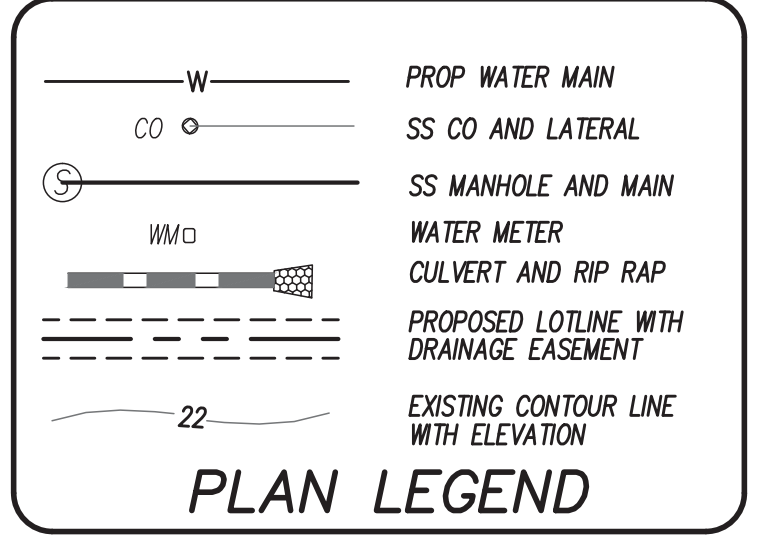 W PROP WATER MAIN
CO SS CO AND LATERAL
S SS MANHOLE AND MAIN
WM WATER METER
CULVERT AND RIP RAP
PROPOSED LOTLINE WITH
DRAINAGE EASEMENT
22 EXISTING CONTOUR LINE
WITH ELEVATION
PLAN LEGEND